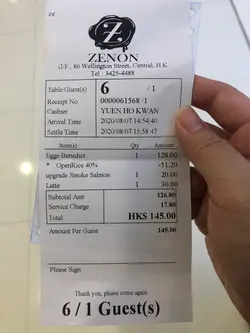 20
ZENON
G/F , 86 Wellington Street, Central, H.K
Tel : 3425-4488
Table/Guest(s) 6 /1
Receipt No. 0000061568 /1
Cashier YUEN HO KWAN
Arrival Time 2020/08/07 14:54:40
Settle Time 2020/08/07 15:58:47
Item(s) Qty Amount
Eggs Benedict 1 128.00
* OpenRice 40% -51.20
upgrade Smoke Salmon 1 20.00
Latte 1 30.00
Subtotal Amt 126.80
Service Charge 17.80
Total: HK$ 145.00
Amount Per Guest 145.00
Please Sign
Thank you, please come again
6 / 1 Guest(s)